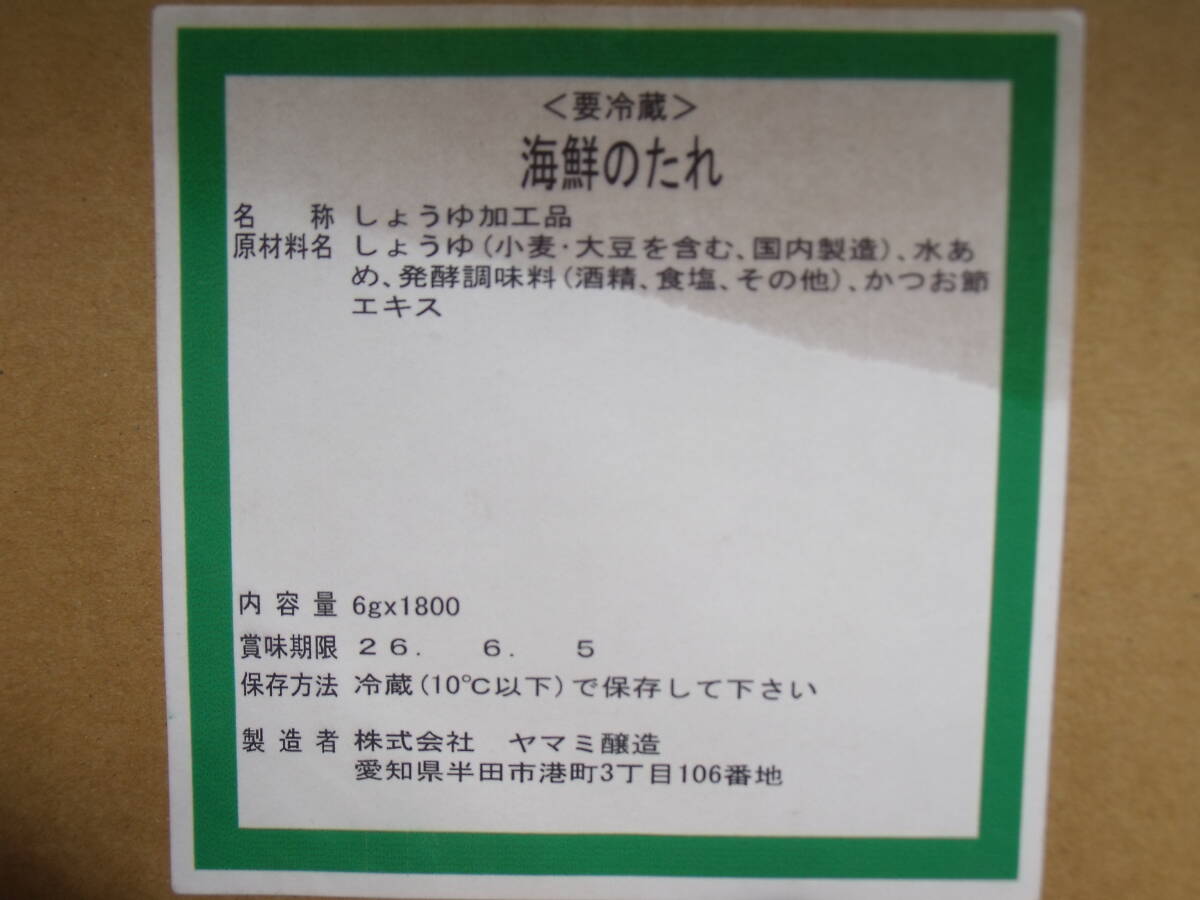 ＜要冷蔵＞
海鮮のたれ
名　称 しょうゆ加工品
原材料名 しょうゆ(小麦・大豆を含む、国内製造)、水あ
め、発酵調味料(酒精、食塩、その他)、かつお節
エキス
内容量 6gx1800
賞味期限 26. 6. 5
保存方法 冷蔵(10℃以下)で保存して下さい
製造者 株式会社　ヤマミ醸造
愛知県半田市港町3丁目106番地